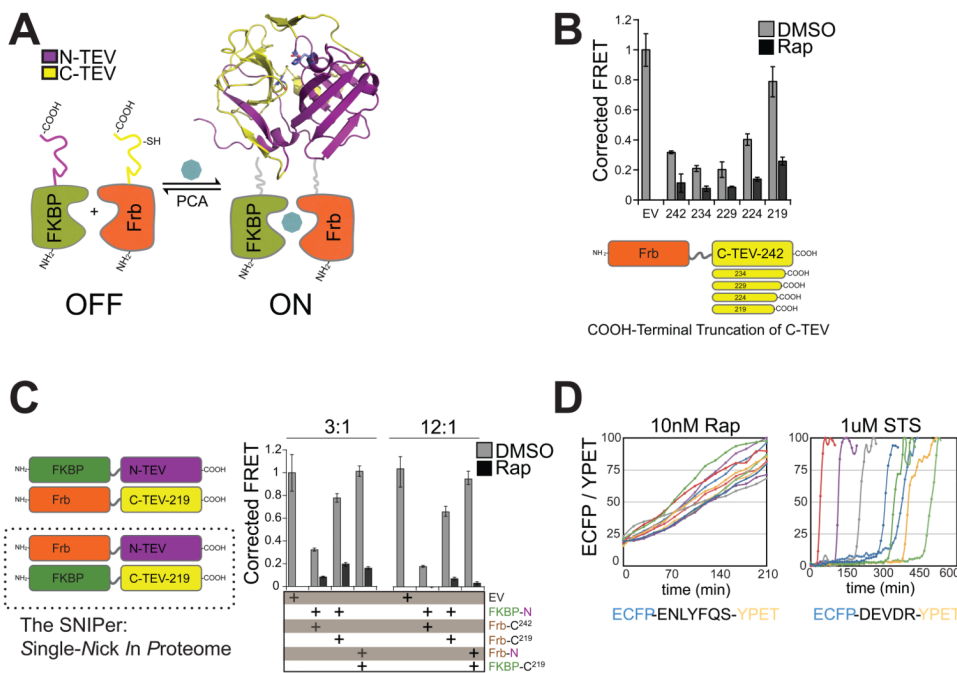 A
N-TEV
C-TEV
-COOH
-COOH
-SH
FKBP
+
Frb
PCA
FKBP
Frb
NH2-
NH2-
NH2-
NH2-
OFF
ON
B
DMSO
Rap
Corrected FRET
1.2
1
0.8
0.6
0.4
0.2
0
EV 242 234 229 224 219
NH2- Frb C-TEV-242 -COOH
234 -COOH
229 -COOH
224 -COOH
219 -COOH
COOH-Terminal Truncation of C-TEV
C
NH2- FKBP N-TEV -COOH
NH2- Frb C-TEV-219 -COOH
NH2- Frb N-TEV -COOH
NH2- FKBP C-TEV-219 -COOH
The SNIPer:
Single-Nick In Proteome
3:1 12:1
DMSO
Rap
Corrected FRET
1.2
1
0.8
0.6
0.4
0.2
0
+ + EV
+ + + + FKBP-N
+ + Frb-C242
+ + Frb-C219
+ + Frb-N
+ + FKBP-C219
D
10nM Rap
ECFP / YPET
100
75
50
25
0
0 70 140 210
time (min)
ECFP-ENLYFQS-YPET
1uM STS
100
75
50
25
0
0 150 300 450 600
time (min)
ECFP-DEVDR-YPET